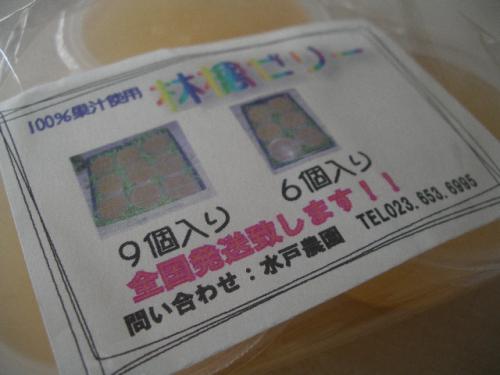 100%果汁使用 林檎ゼリー
9個入り 6個入り
全国発送致します！！
問い合わせ：水戸農園 TEL023.653.6995